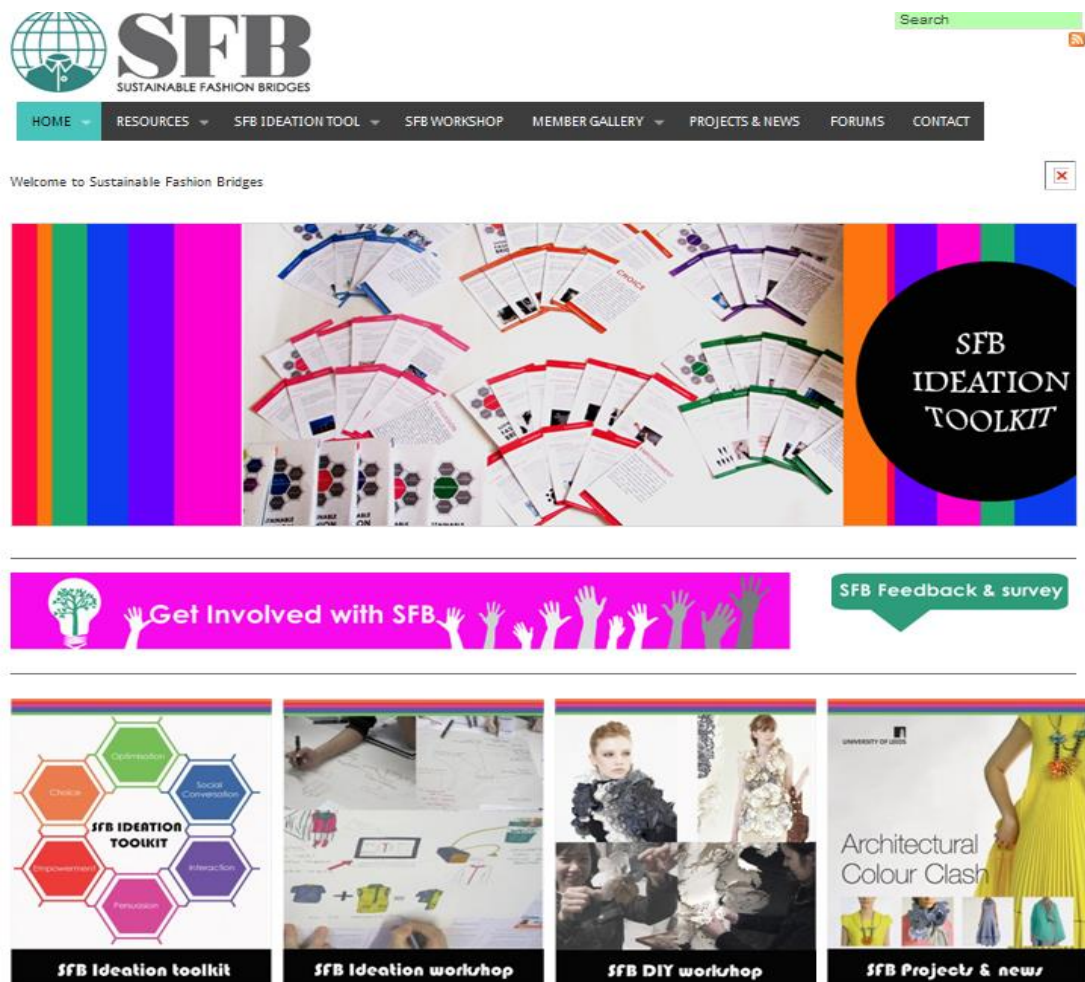 SFB
SUSTAINABLE FASHION BRIDGES
Search
HOME RESOURCES SFB IDEATION TOOL SFB WORKSHOP MEMBER GALLERY PROJECTS & NEWS FORUMS CONTACT
Welcome to Sustainable Fashion Bridges
CHOICE
SFB
IDEATION
TOOLKIT
Get Involved with SFB
SFB Feedback & survey
Optimisation
Choice
Social
Conversation
SFB IDEATION
TOOLKIT
Empowerment
Interaction
Persuasion
SFB Ideation toolkit
SFB Ideation workshop
SFB DIY workshop
UNIVERSITY OF LEEDS
Architectural
Colour Clash
SFB Projects & news